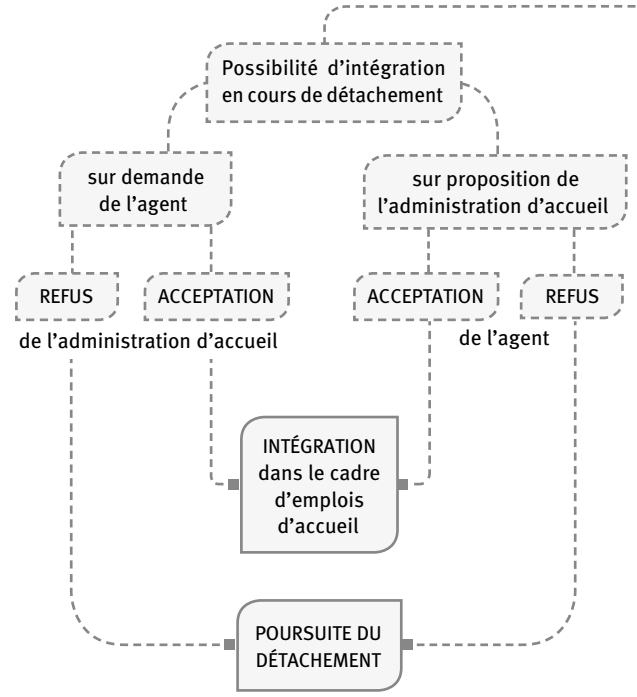 Possibilité d'intégration
en cours de détachement
sur demande
de l'agent
sur proposition de
l'administration d'accueil
REFUS
ACCEPTATION
ACCEPTATION
REFUS
de l'administration d'accueil
de l'agent
INTÉGRATION
dans le cadre
d'emplois
d'accueil
POURSUITE DU
DÉTACHEMENT